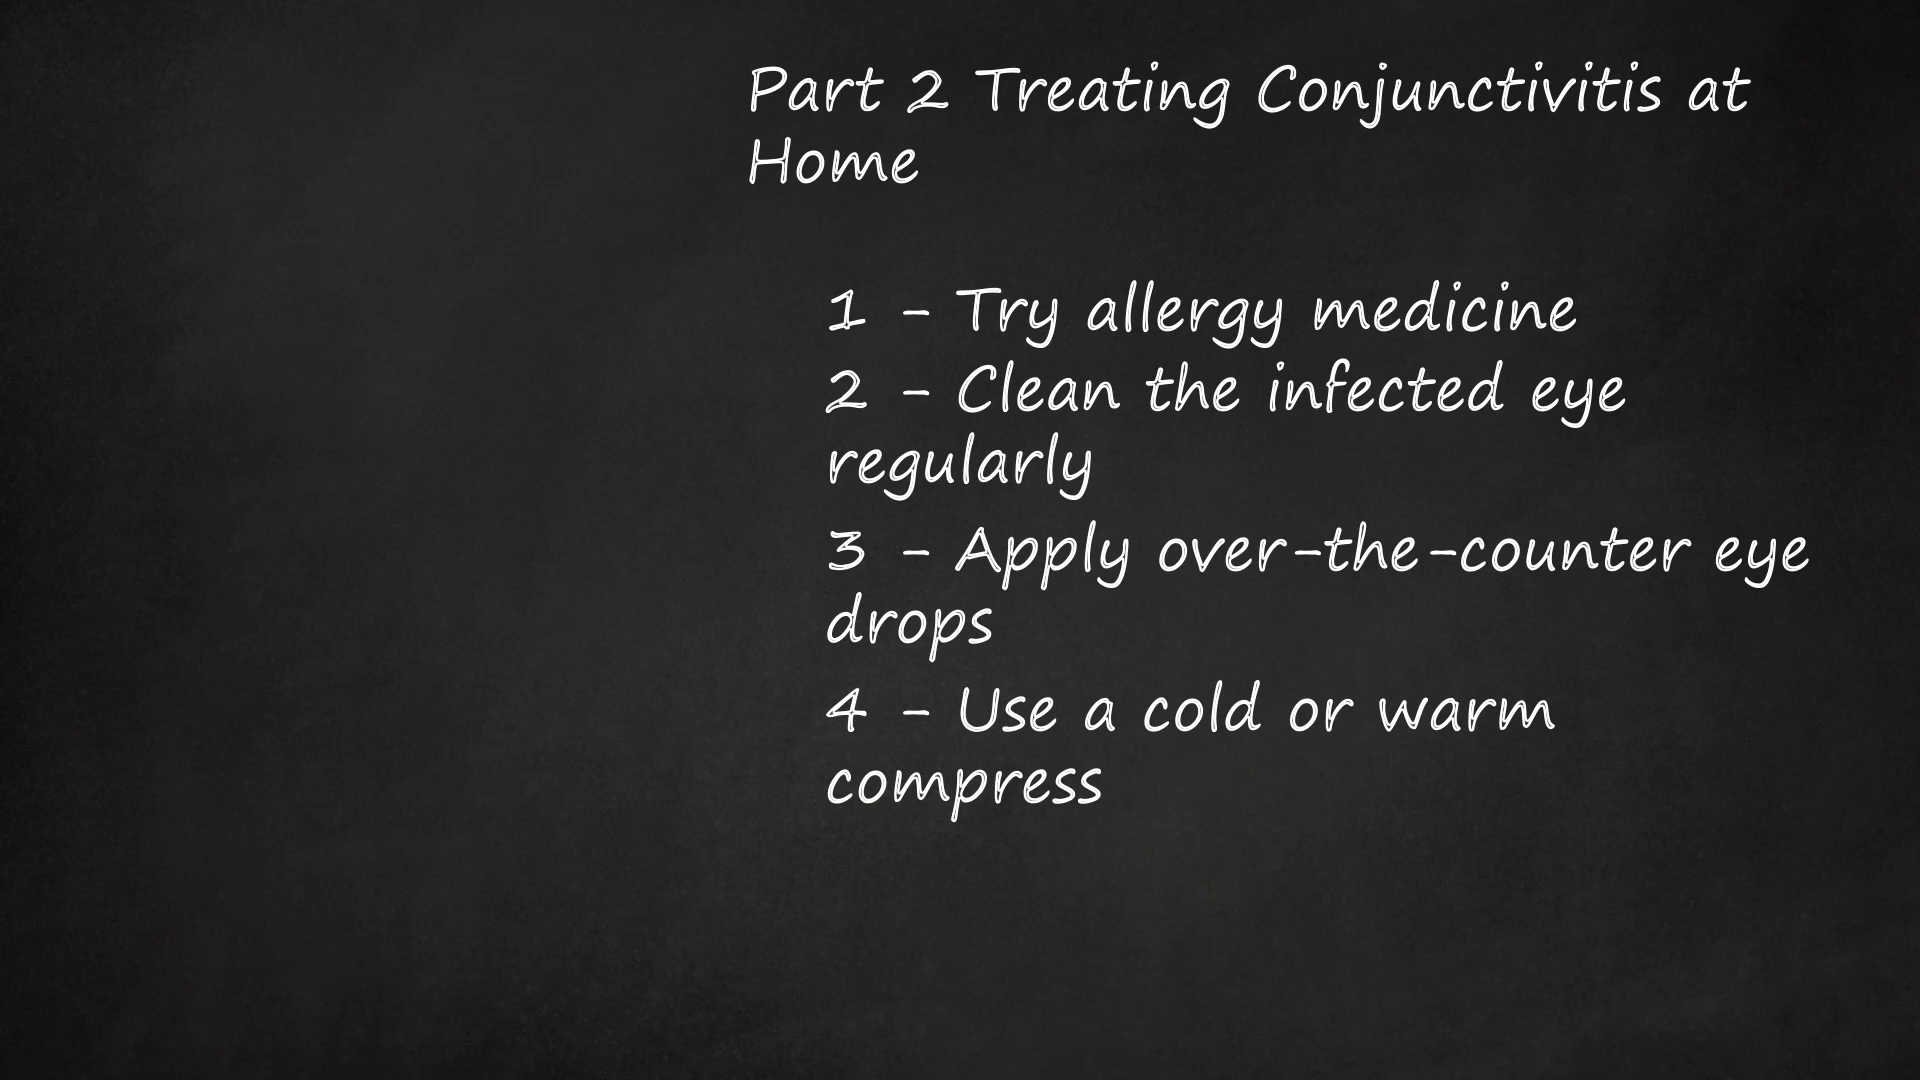 Part 2 Treating Conjunctivitis at
Home
1 - Try allergy medicine
2 - Clean the infected eye
regularly
3 - Apply over-the-counter eye
drops
4 - Use a cold or warm
compress